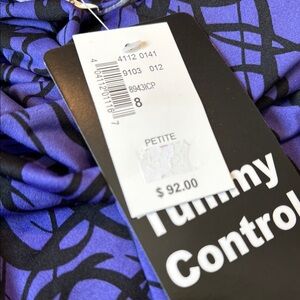 4112 0141
9103 012
8943ICP
8
PETITE
$ 92.00
Tummy
Control